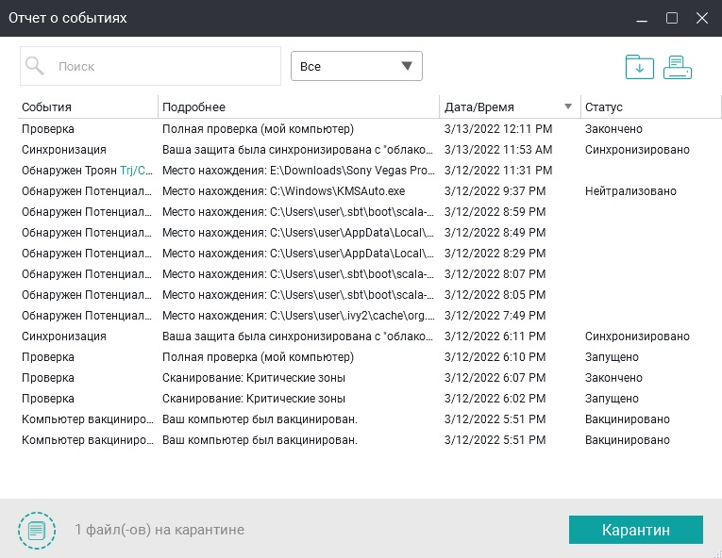 Отчет о событиях
Поиск
Все
События Подробнее Дата/Время Статус
Проверка Полная проверка (мой компьютер) 3/13/2022 12:11 PM Закончено
Синхронизация Ваша защита была синхронизирована с "облако... 3/13/2022 11:53 AM Синхронизировано
Обнаружен Троян Trj/C... Место нахождения: E:\Downloads\Sony Vegas Pro... 3/12/2022 11:31 PM
Обнаружен Потенциал... Место нахождения: C:\Windows\KMSAuto.exe 3/12/2022 9:37 PM Нейтрализовано
Обнаружен Потенциал... Место нахождения: C:\Users\user\.sbt\boot\scala-... 3/12/2022 8:59 PM
Обнаружен Потенциал... Место нахождения: C:\Users\user\AppData\Local\... 3/12/2022 8:49 PM
Обнаружен Потенциал... Место нахождения: C:\Users\user\AppData\Local\... 3/12/2022 8:29 PM
Обнаружен Потенциал... Место нахождения: C:\Users\user\.sbt\boot\scala-... 3/12/2022 8:07 PM
Обнаружен Потенциал... Место нахождения: C:\Users\user\.sbt\boot\scala-... 3/12/2022 8:05 PM
Обнаружен Потенциал... Место нахождения: C:\Users\user\.ivy2\cache\org.... 3/12/2022 7:49 PM
Синхронизация Ваша защита была синхронизирована с "облако... 3/12/2022 6:11 PM Синхронизировано
Проверка Полная проверка (мой компьютер) 3/12/2022 6:10 PM Запущено
Проверка Сканирование: Критические зоны 3/12/2022 6:07 PM Закончено
Проверка Сканирование: Критические зоны 3/12/2022 6:02 PM Запущено
Компьютер вакциниро... Ваш компьютер был вакцинирован. 3/12/2022 5:51 PM Вакцинировано
Компьютер вакциниро... Ваш компьютер был вакцинирован. 3/12/2022 5:51 PM Вакцинировано
1 файл(-ов) на карантине
Карантин